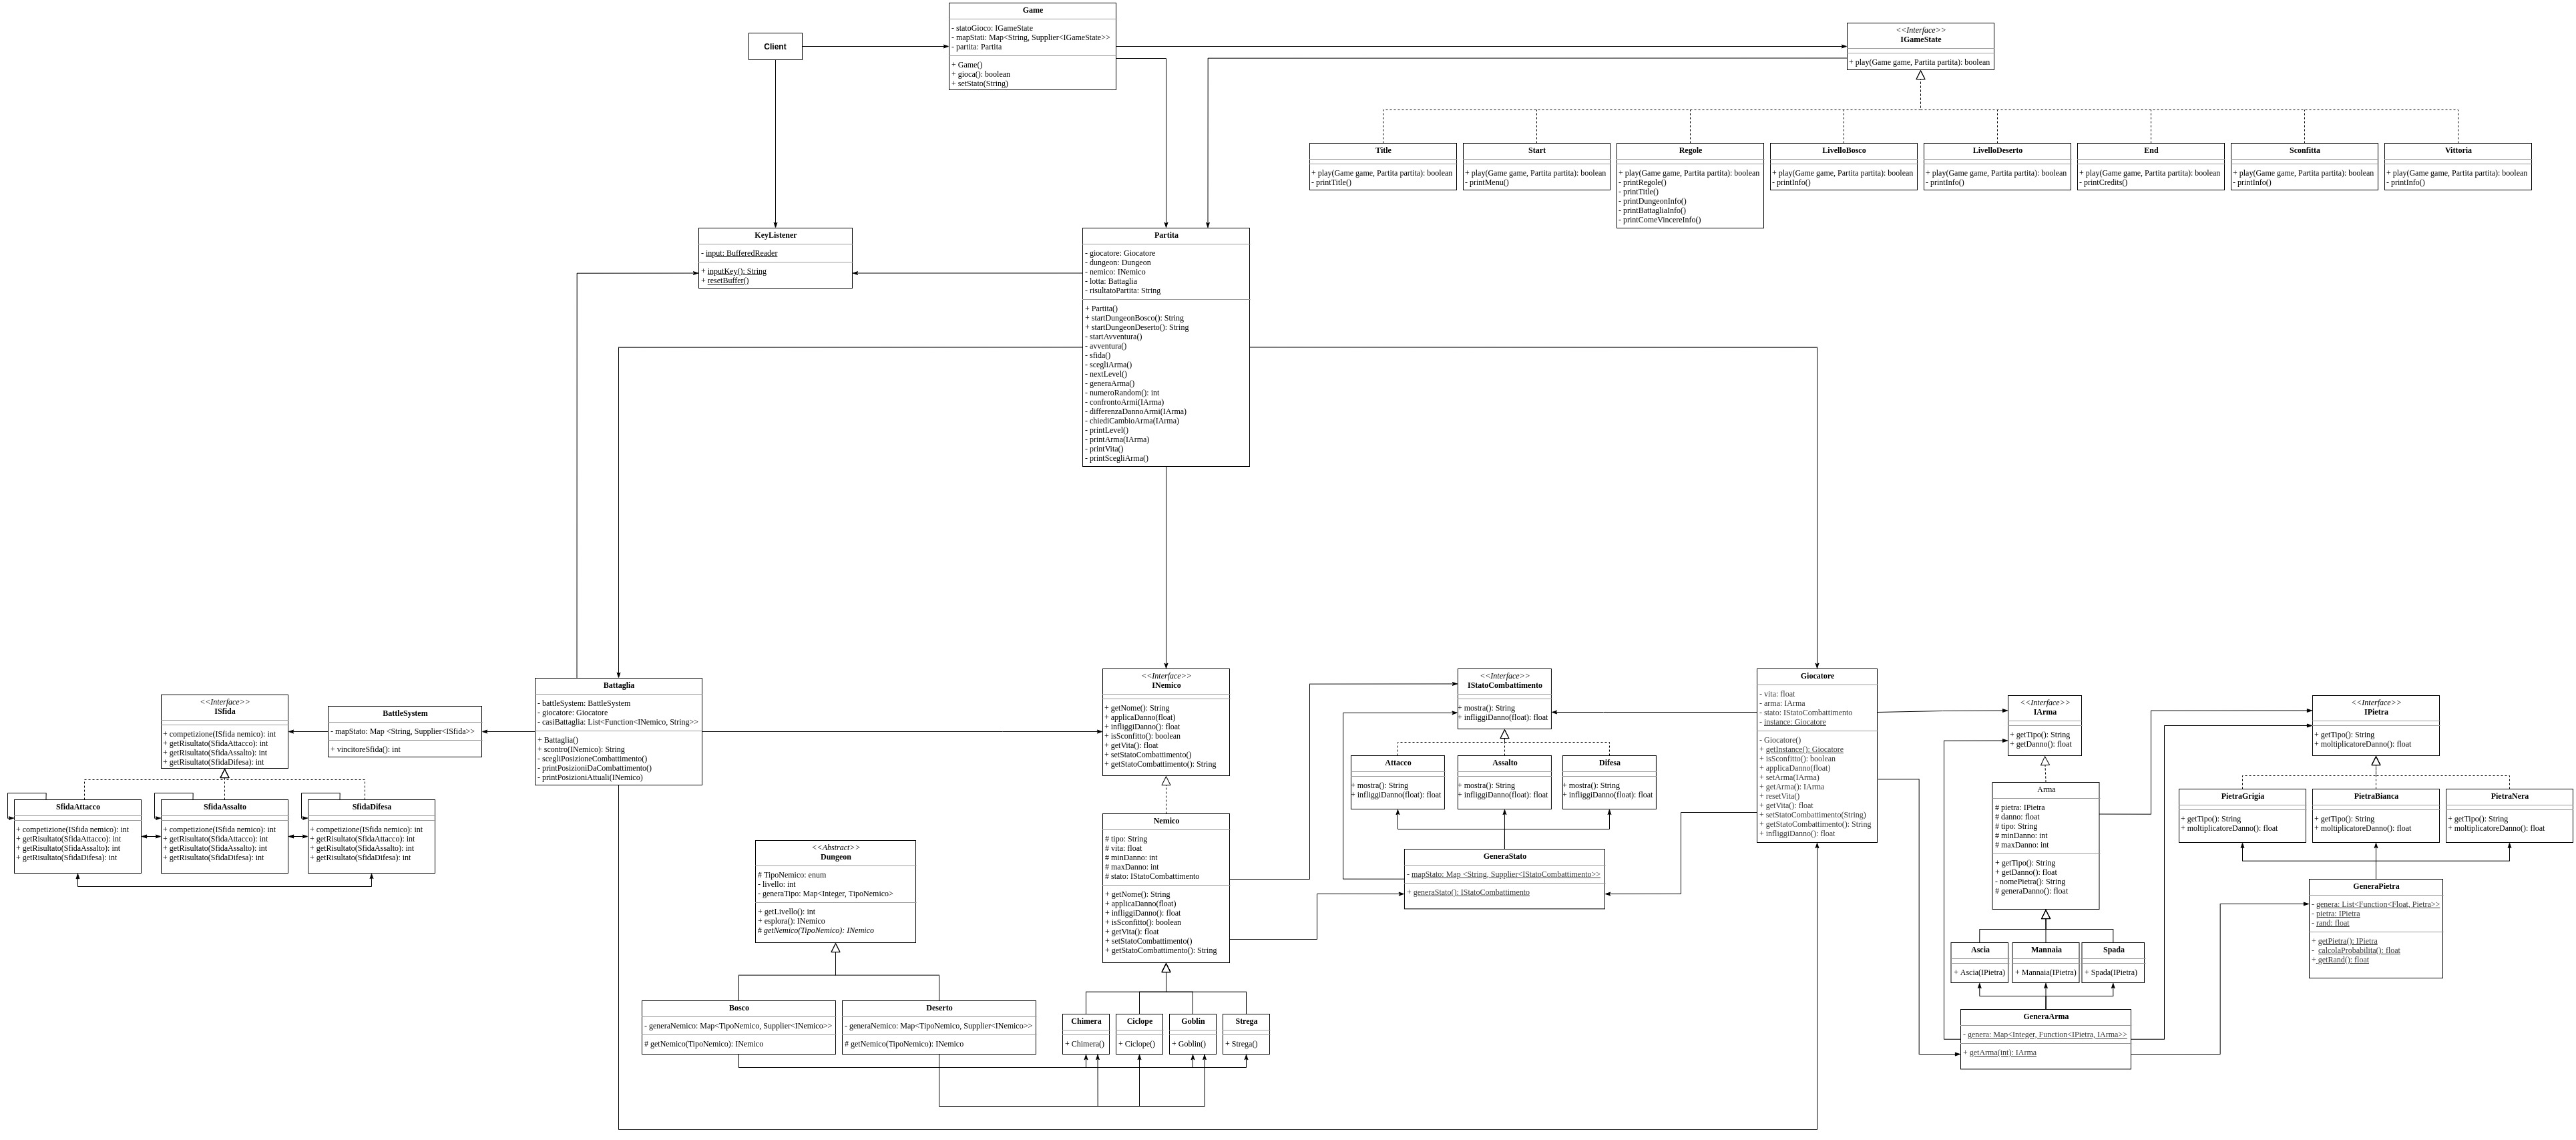 Game
- statoGioco: IGameState
- mapStati: Map<String, Supplier<IGameState>>
- partita: Partita
+ Game()
+ gioca(): boolean
+ setStato(String)
Client
<<Interface>>
IGameState
+ play(Game game, Partita partita): boolean
Title
+ play(Game game, Partita partita): boolean
- printTitle()
Start
+ play(Game game, Partita partita): boolean
- printMenu()
Regole
+ play(Game game, Partita partita): boolean
- printRegole()
- printTitle()
- printDungeonInfo()
- printBattagliaInfo()
- printComeVincereInfo()
LivelloBosco
+ play(Game game, Partita partita): boolean
- printInfo()
LivelloDeserto
+ play(Game game, Partita partita): boolean
- printInfo()
End
+ play(Game game, Partita partita): boolean
- printCredits()
Sconfitta
+ play(Game game, Partita partita): boolean
- printInfo()
Vittoria
+ play(Game game, Partita partita): boolean
- printInfo()
KeyListener
- input: BufferedReader
+ inputKey(): String
+ resetBuffer()
Partita
- giocatore: Giocatore
- dungeon: Dungeon
- nemico: INemico
- lotta: Battaglia
- risultatoPartita: String
+ Partita()
+ startDungeonBosco(): String
+ startDungeonDeserto(): String
- startAvventura()
- avventura()
- sfida()
- scegliArma()
- nextLevel()
- generaArma()
- numeroRandom(): int
- confrontoArmi(IArma)
- differenzaDannoArmi(IArma)
- chiediCambioArma(IArma)
- printLevel()
- printArma(IArma)
- printVita()
- printScegliArma()
<<Interface>>
ISfida
+ competizione(ISfida nemico): int
+ getRisultato(SfidaAttacco): int
+ getRisultato(SfidaAssalto): int
+ getRisultato(SfidaDifesa): int
BattleSystem
- mapStato: Map <String, Supplier<ISfida>>
+ vincitoreSfida(): int
Battaglia
- battleSystem: BattleSystem
- giocatore: Giocatore
- casiBattaglia: List<Function<INemico, String>>
+ Battaglia()
+ scontro(INemico): String
- scegliPosizioneCombattimento()
- printPosizioniDaCombattimento()
- printPosizioniAttuali(INemico)
SfidaAttacco
+ competizione(ISfida nemico): int
+ getRisultato(SfidaAttacco): int
+ getRisultato(SfidaAssalto): int
+ getRisultato(SfidaDifesa): int
SfidaAssalto
+ competizione(ISfida nemico): int
+ getRisultato(SfidaAttacco): int
+ getRisultato(SfidaAssalto): int
+ getRisultato(SfidaDifesa): int
SfidaDifesa
+ competizione(ISfida nemico): int
+ getRisultato(SfidaAttacco): int
+ getRisultato(SfidaAssalto): int
+ getRisultato(SfidaDifesa): int
<<Interface>>
INemico
+ getNome(): String
+ applicaDanno(float)
+ infliggiDanno(): float
+ isSconfitto(): boolean
+ getVita(): float
+ setStatoCombattimento()
+ getStatoCombattimento(): String
Nemico
# tipo: String
# vita: float
# minDanno: int
# maxDanno: int
# stato: IStatoCombattimento
+ getNome(): String
+ applicaDanno(float)
+ infliggiDanno(): float
+ isSconfitto(): boolean
+ getVita(): float
+ setStatoCombattimento()
+ getStatoCombattimento(): String
<<Abstract>>
Dungeon
# TipoNemico: enum
- livello: int
- generaTipo: Map<Integer, TipoNemico>
+ getLivello(): int
+ esplora(): INemico
# getNemico(TipoNemico): INemico
Bosco
- generaNemico: Map<TipoNemico, Supplier<INemico>>
# getNemico(TipoNemico): INemico
Deserto
- generaNemico: Map<TipoNemico, Supplier<INemico>>
# getNemico(TipoNemico): INemico
Chimera
+ Chimera()
Ciclope
+ Ciclope()
Goblin
+ Goblin()
Strega
+ Strega()
<<Interface>>
IStatoCombattimento
+ mostra(): String
+ infliggiDanno(float): float
Attacco
+ mostra(): String
+ infliggiDanno(float): float
Assalto
+ mostra(): String
+ infliggiDanno(float): float
Difesa
+ mostra(): String
+ infliggiDanno(float): float
GeneraStato
- mapStato: Map <String, Supplier<IStatoCombattimento>>
+ generaStato(): IStatoCombattimento
Giocatore
- vita: float
- arma: IArma
- stato: IStatoCombattimento
- instance: Giocatore
- Giocatore()
+ getInstance(): Giocatore
+ isSconfitto(): boolean
+ applicaDanno(float)
+ setArma(IArma)
+ getArma(): IArma
+ resetVita()
+ getVita(): float
+ setStatoCombattimento(String)
+ getStatoCombattimento(): String
+ infliggiDanno(): float
<<Interface>>
IArma
+ getTipo(): String
+ getDanno(): float
Arma
# pietra: IPietra
# danno: float
# tipo: String
# minDanno: int
# maxDanno: int
+ getTipo(): String
+ getDanno(): float
- nomePietra(): String
# generaDanno(): float
Ascia
+ Ascia(IPietra)
Mannaia
+ Mannaia(IPietra)
Spada
+ Spada(IPietra)
GeneraArma
- genera: Map<Integer, Function<IPietra, IArma>>
+ getArma(int): IArma
<<Interface>>
IPietra
+ getTipo(): String
+ moltiplicatoreDanno(): float
PietraGrigia
+ getTipo(): String
+ moltiplicatoreDanno(): float
PietraBianca
+ getTipo(): String
+ moltiplicatoreDanno(): float
PietraNera
+ getTipo(): String
+ moltiplicatoreDanno(): float
GeneraPietra
- genera: List<Function<Float, Pietra>>
- pietra: IPietra
- rand: float
+ getPietra(): IPietra
- calcolaProbabilita(): float
+ getRand(): float